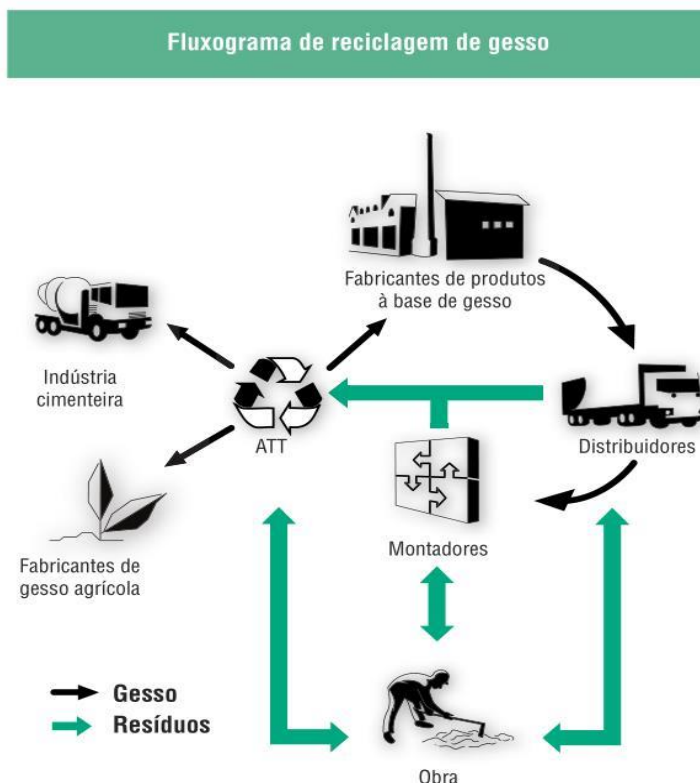 Fluxograma de reciclagem de gesso
Fabricantes de produtos
à base de gesso
Indústria
cimenteira
ATT
Distribuidores
Fabricantes de
gesso agrícola
Montadores
Gesso
Resíduos
Obra